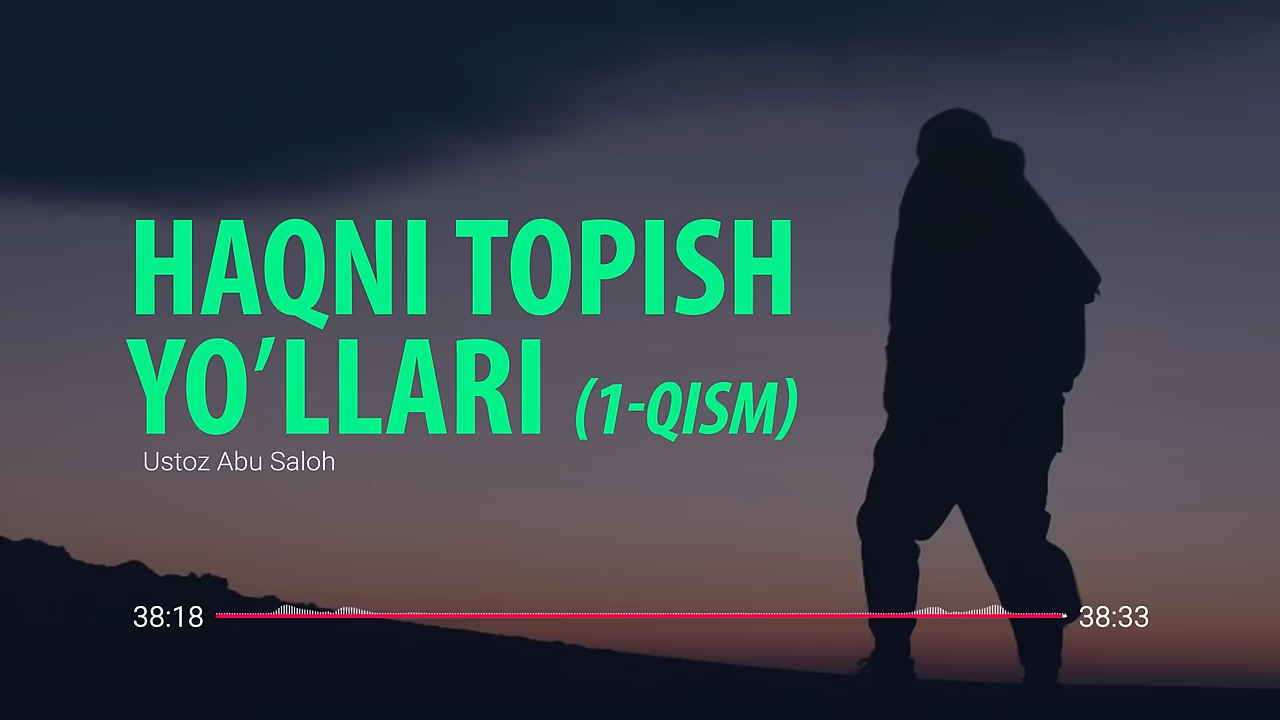 HAQNI TOPISH
YO’LLARI (1-QISM)
Ustoz Abu Saloh
38:18 38:33